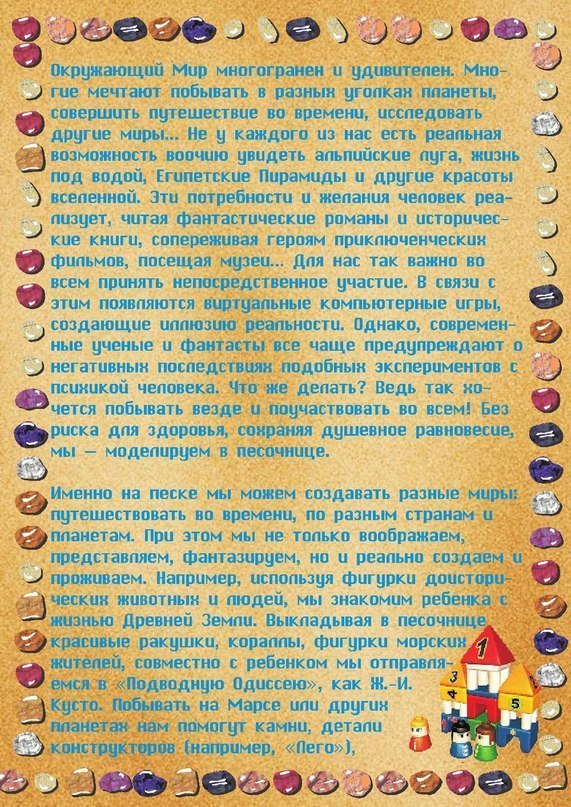 Окружающий Мир многогранен и удивителен. Мно-
гие мечтают побывать в разных уголках планеты,
совершить путешествие во времени, исследовать
другие миры... Не у каждого из нас есть реальная
возможность воочию увидеть альпийские луга, жизнь
под водой, Египетские Пирамиды и другие красоты
вселенной. Эти потребности и желания человек реа-
лизует, читая фантастические романы и историчес-
кие книги, сопереживая героям приключенческих
фильмов, посещая музеи... Для нас так важно во
всем принять непосредственное участие. В связи с
этим появляются виртуальные компьютерные игры,
создающие иллюзию реальности. Однако, современ-
ные ученые и фантасты все чаще предупреждают о
негативных последствиях подобных экспериментов с
психикой человека. Что же делать? Ведь так хо-
чется побывать везде и поучаствовать во всем! Без
риска для здоровья, сохраняя душевное равновесие,
мы – моделируем в песочнице.
Именно на песке мы можем создавать разные миры:
путешествовать во времени, по разным странам и
планетам. При этом мы не только воображаем,
представляем, фантазируем, но и реально создаем и
проживаем. Например, используя фигурки доистори-
ческих животных и людей, мы знакомим ребенка с
жизнью Древней Земли. Выкладывая в песочнице
красивые ракушки, кораллы, фигурки морских
жителей, совместно с ребенком мы отправля-
емся в «Подводную Одиссею», как Ж.-И.
Кусто. Побывать на Марсе или других
планетах нам помогут камни, детали
конструкторов (например, «Лего»),
1
3
4
5